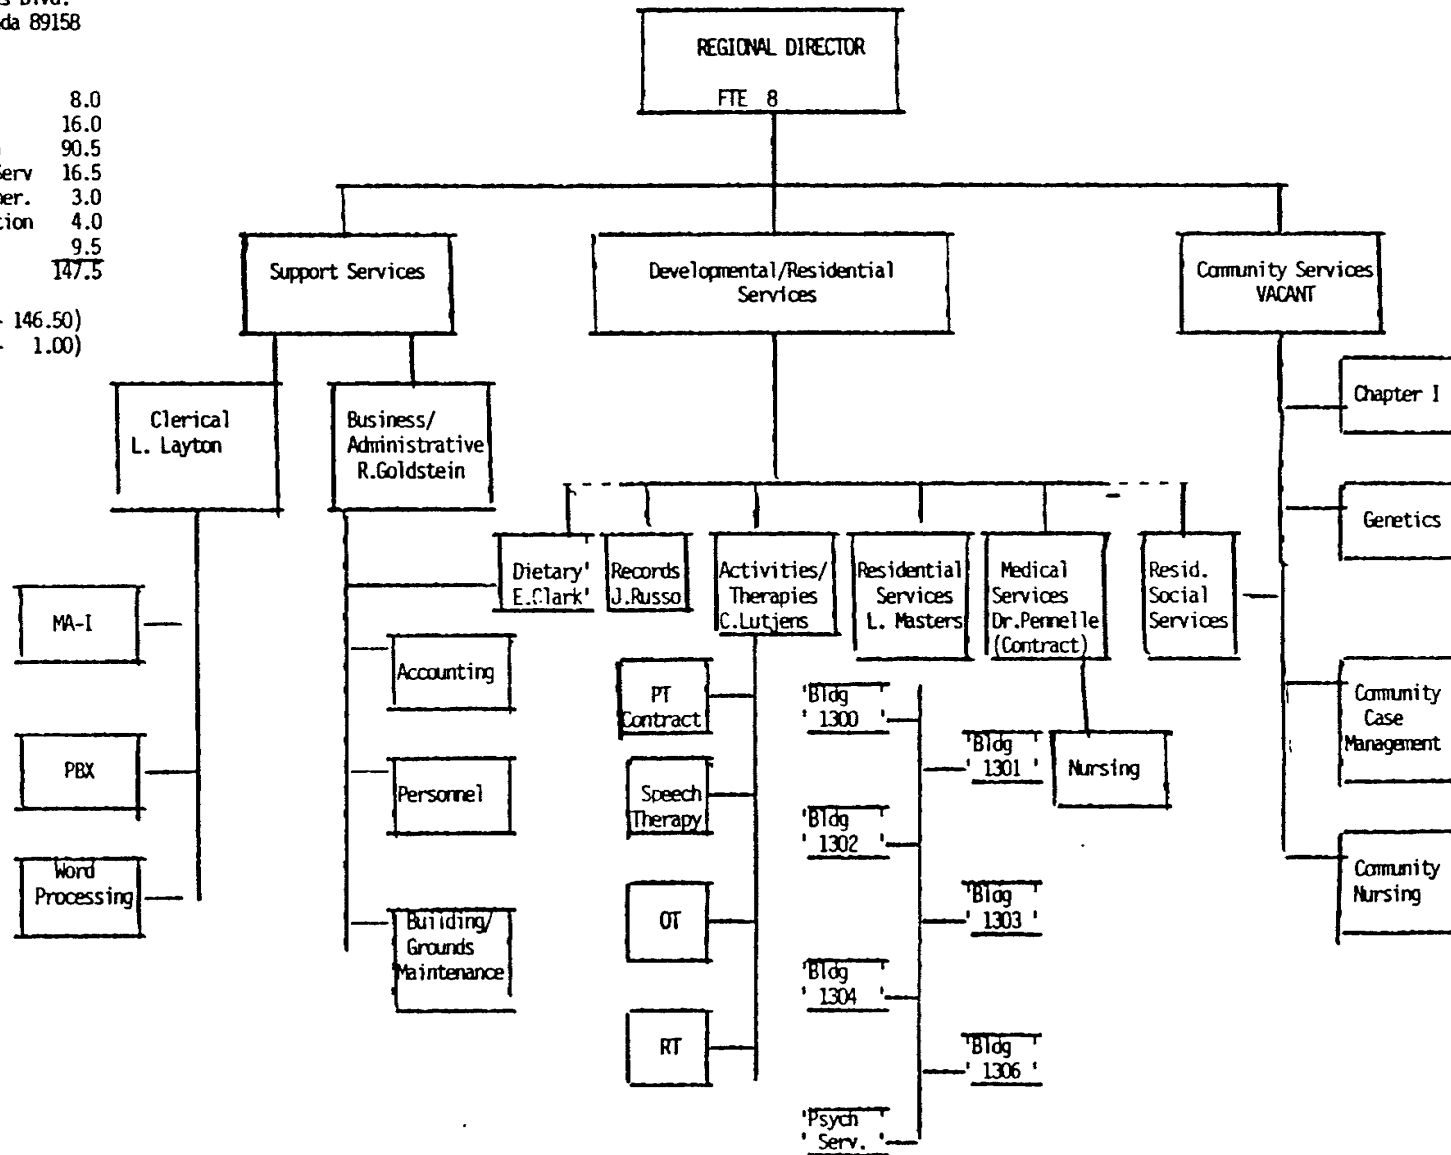 da 89158
8.0
16.0
90.5
Serv 16.5
er. 3.0
tion 4.0
9.5
147.5
- 146.50)
- 1.00)
REGIONAL DIRECTOR
FTE 8
Support Services
Developmental/Residential
Services
Community Services
VACANT
Clerical
L. Layton
Business/
Administrative
R.Goldstein
Chapter I
Genetics
Dietary
E.Clark
Records
J.Russo
Activities/
Therapies
C.Lutjens
Residential
Services
L. Masters
Medical
Services
Dr.Pennelle
(Contract)
Resid.
Social
Services
MA-I
PBX
Word
Processing
Accounting
Personnel
Building/
Grounds
Maintenance
PT
Contract
Speech
Therapy
OT
RT
Bldg
1300
Bldg
1301
Bldg
1302
Bldg
1303
Bldg
1304
Bldg
1306
Psych
Serv.
Nursing
Community
Case
Management
Community
Nursing